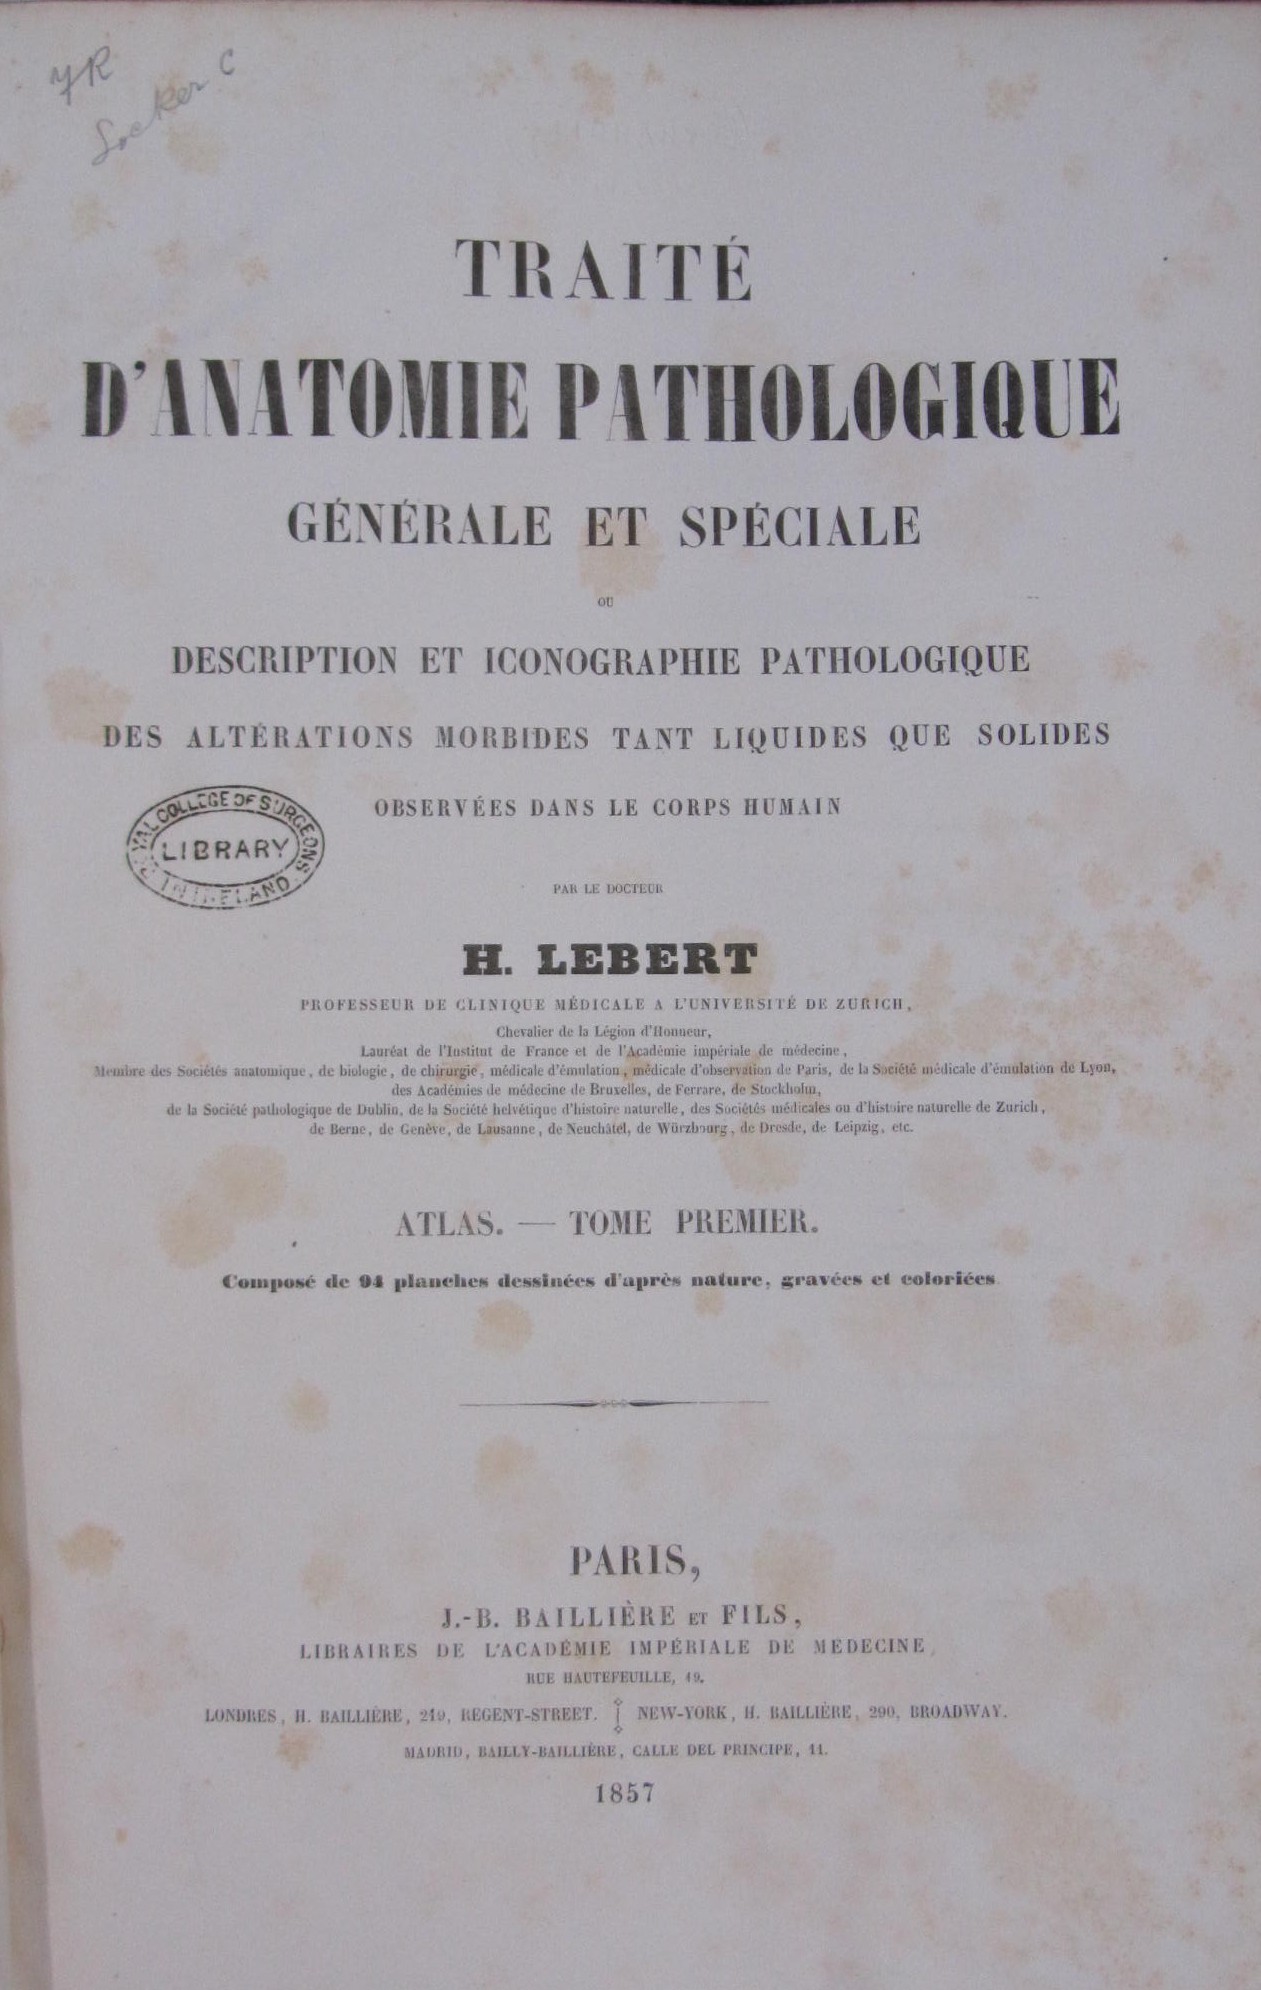 7R
Locker C
TRAITÉ
D'ANATOMIE PATHOLOGIQUE
GÉNÉRALE ET SPÉCIALE
OU
DESCRIPTION ET ICONOGRAPHIE PATHOLOGIQUE
DES ALTÉRATIONS MORBIDES TANT LIQUIDES QUE SOLIDES
OBSERVÉES DANS LE CORPS HUMAIN
COLLEGE OF SURGEONS
LIBRARY
IN IRELAND
PAR LE DOCTEUR
H. LEBERT
PROFESSEUR DE CLINIQUE MÉDICALE A L'UNIVERSITÉ DE ZURICH,
Chevalier de la Légion d'Honneur,
Lauréat de l'Institut de France et de l'Académie impériale de médecine,
Membre des Sociétés anatomique, de biologie, de chirurgie, médicale d'émulation, médicale d'observation de Paris, de la Société médicale d'émulation de Lyon,
des Académies de médecine de Bruxelles, de Ferrare, de Stockholm,
de la Société pathologique de Dublin, de la Société helvétique d'histoire naturelle, des Sociétés médicales ou d'histoire naturelle de Zurich,
de Berne, de Genève, de Lausanne, de Neuchâtel, de Würzbourg, de Dresde, de Leipzig, etc.
ATLAS. — TOME PREMIER.
Composé de 94 planches dessinées d'après nature, gravées et coloriées
PARIS,
J.-B. BAILLIÈRE ET FILS,
LIBRAIRES DE L'ACADÉMIE IMPÉRIALE DE MEDECINE,
RUE HAUTEFEUILLE, 19.
LONDRES, H. BAILLIÈRE, 219, REGENT-STREET. NEW-YORK, H. BAILLIÈRE, 290, BROADWAY.
MADRID, BAILLY-BAILLIÈRE, CALLE DEL PRINCIPE, 11.
1857